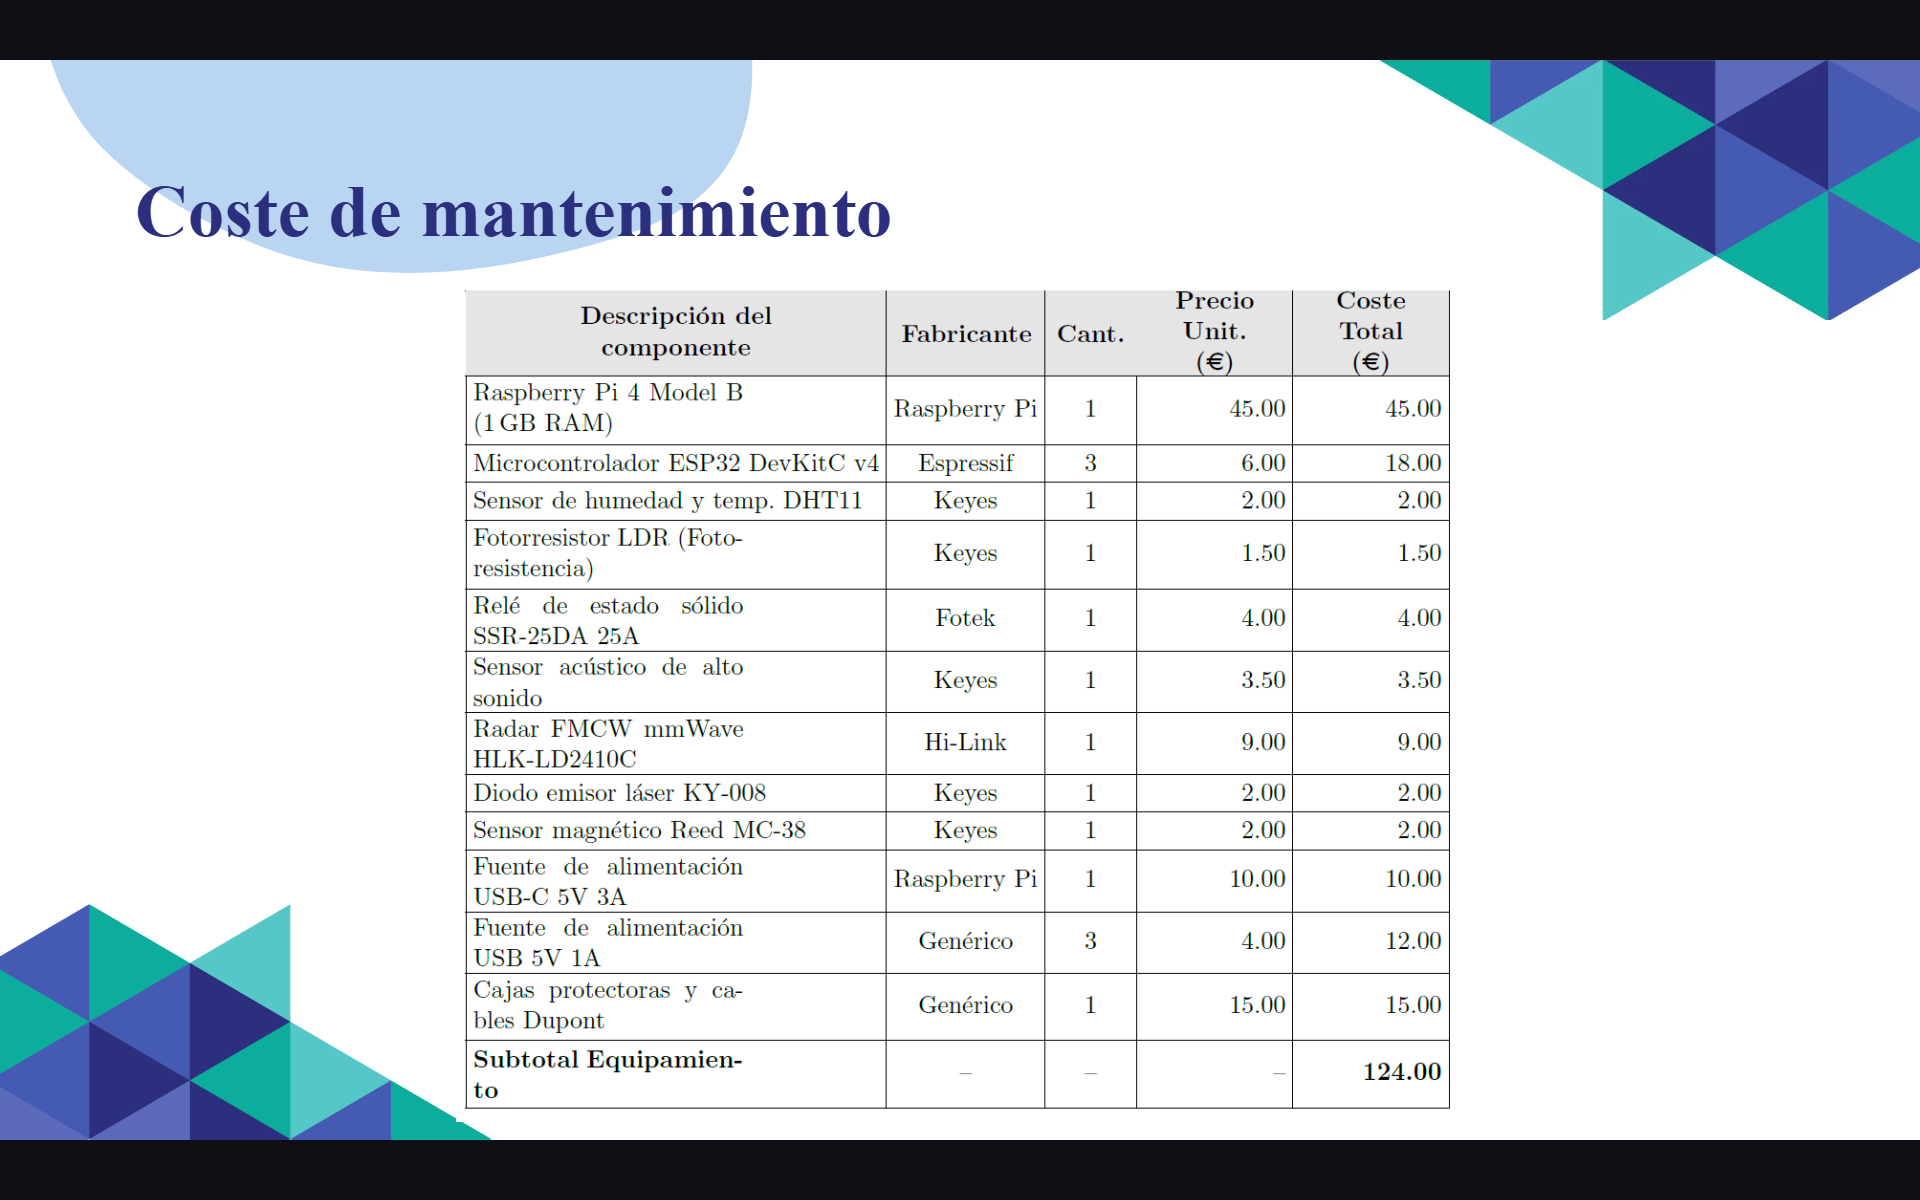 Coste de mantenimiento
Descripción del
componente
Fabricante
Cant.
Precio
Unit.
(€)
Coste
Total
(€)
Raspberry Pi 4 Model B
(1 GB RAM)
Raspberry Pi
1
45.00
45.00
Microcontrolador ESP32 DevKitC v4
Espressif
3
6.00
18.00
Sensor de humedad y temp. DHT11
Keyes
1
2.00
2.00
Fotorresistor LDR (Foto-
resistencia)
Keyes
1
1.50
1.50
Relé de estado sólido
SSR-25DA 25A
Fotek
1
4.00
4.00
Sensor acústico de alto
sonido
Keyes
1
3.50
3.50
Radar FMCW mmWave
HLK-LD2410C
Hi-Link
1
9.00
9.00
Diodo emisor láser KY-008
Keyes
1
2.00
2.00
Sensor magnético Reed MC-38
Keyes
1
2.00
2.00
Fuente de alimentación
USB-C 5V 3A
Raspberry Pi
1
10.00
10.00
Fuente de alimentación
USB 5V 1A
Genérico
3
4.00
12.00
Cajas protectoras y ca-
bles Dupont
Genérico
1
15.00
15.00
Subtotal Equipamien-
to
–
–
–
124.00